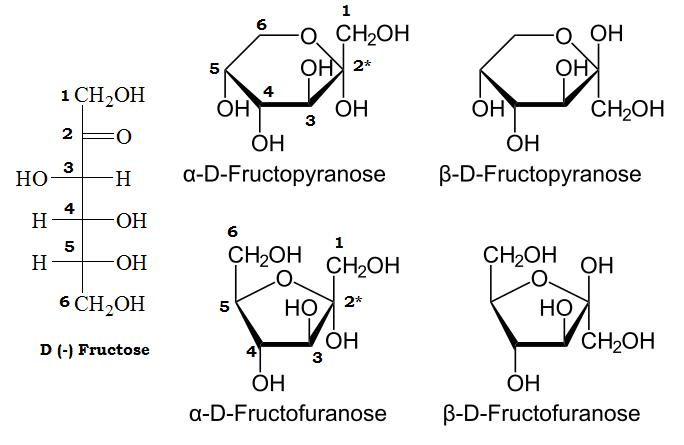 1 CH₂OH
2 O
3
HO H
4
H OH
5
H OH
6 CH₂OH
D (-) Fructose
1
6 O CH₂OH
5 OH 2*
4
OH 3 OH
OH
α-D-Fructopyranose
O OH
OH
OH CH₂OH
OH
β-D-Fructopyranose
6
CH₂OH 1
O CH₂OH
5 HO 2*
OH
4 3
OH
α-D-Fructofuranose
CH₂OH
O OH
HO
CH₂OH
OH
β-D-Fructofuranose